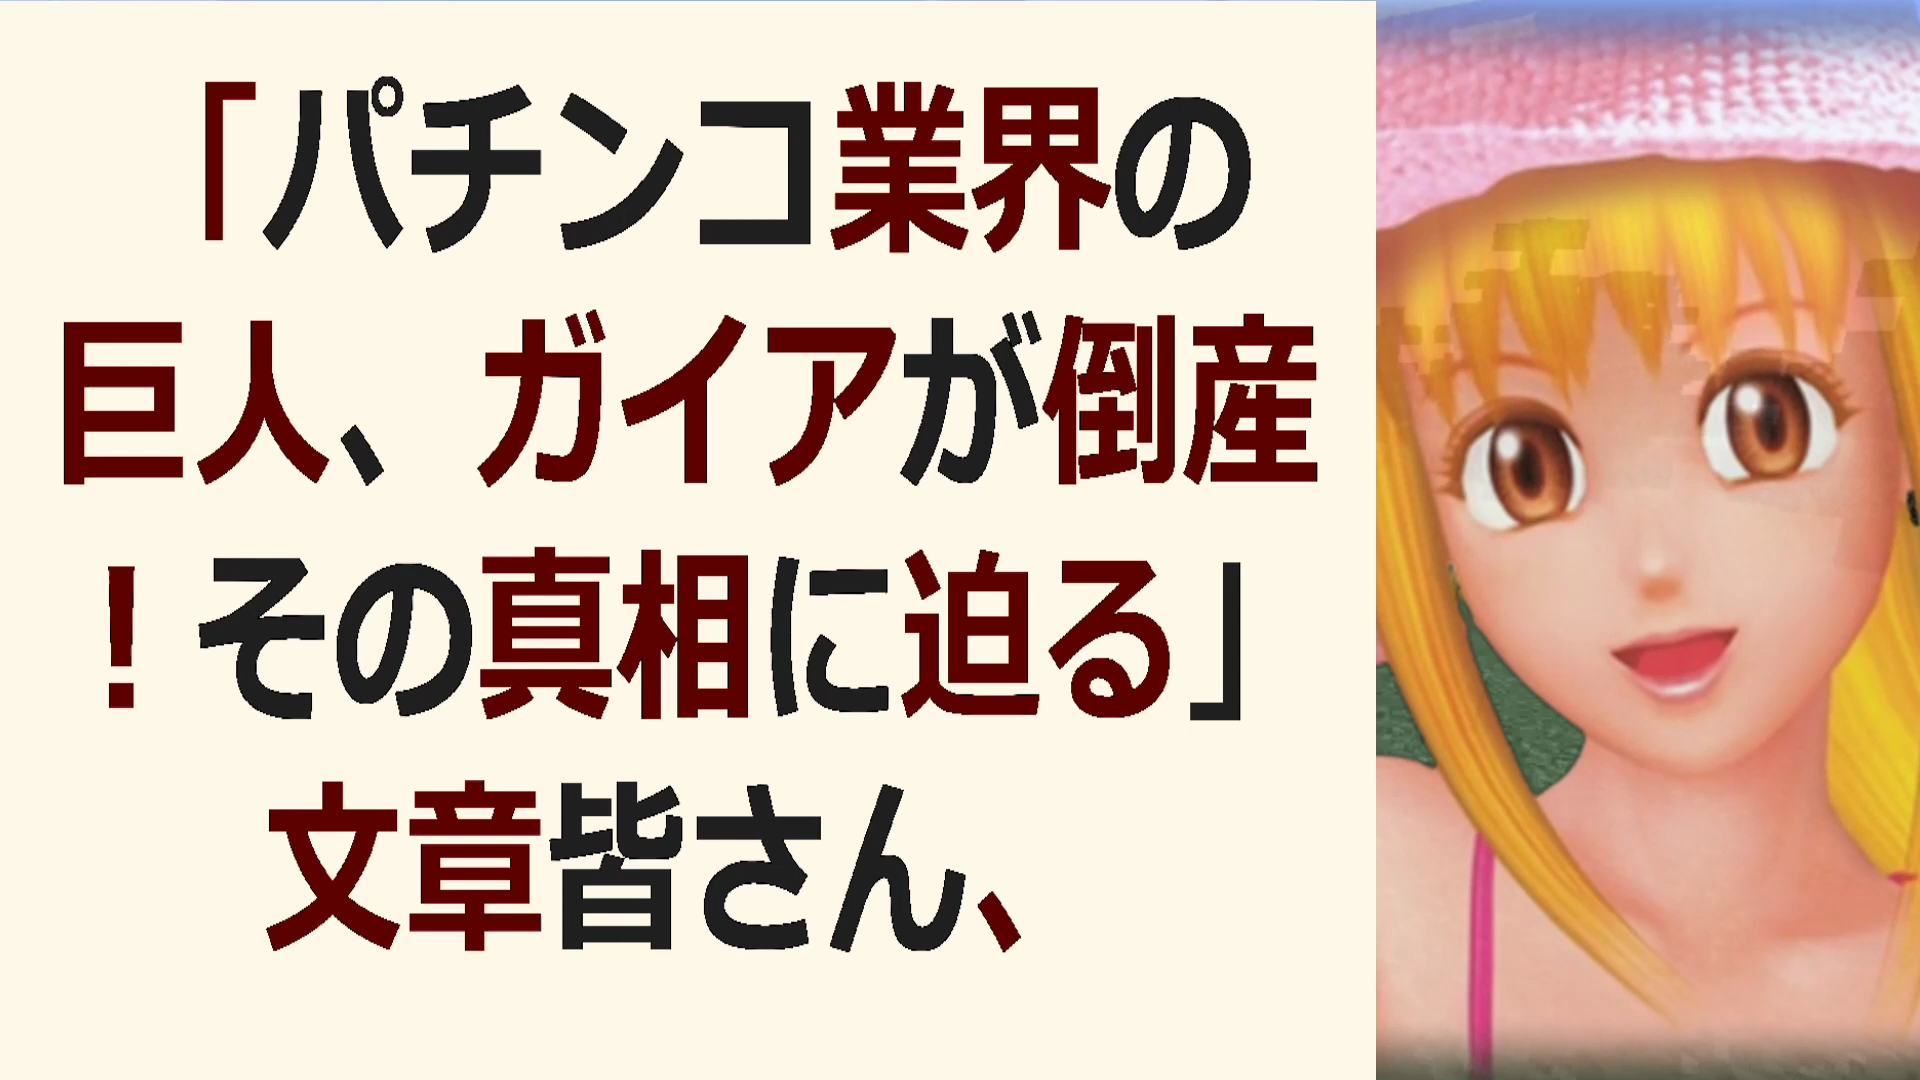 「パチンコ業界の
巨人、ガイアが倒産
！その真相に迫る」
文章皆さん、